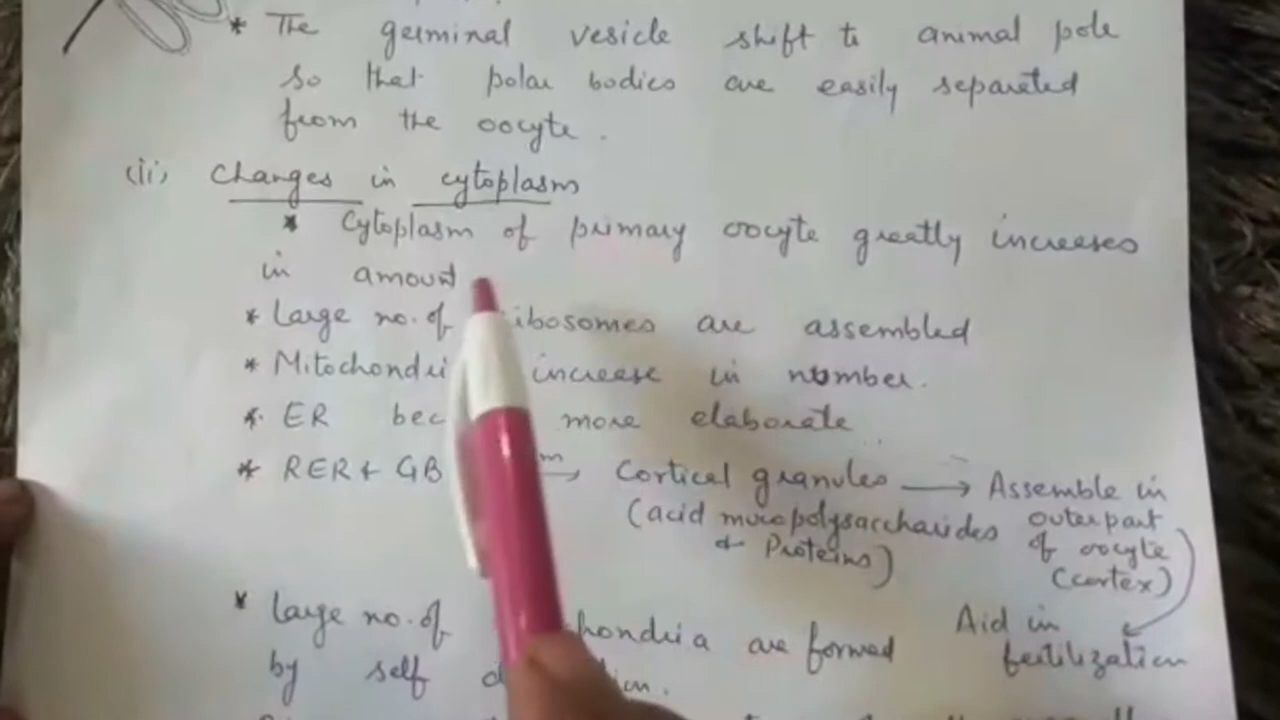 * The germinal vesicle shift to animal pole
so that polar bodies are easily separated
from the oocyte.
(ii) Changes in cytoplasm
* Cytoplasm of primary oocyte greatly increases
in amount
* Large no. of ibosomes are assembled
* Mitochondri increase in number.
* ER bec more elaborate
* RER + GB m → Cortical granules → Assemble in
(acid mucopolysaccharides outer part
& Proteins) of oocyte
(cortex)
* Large no. of hondria are formed Aid in
by self fertilization